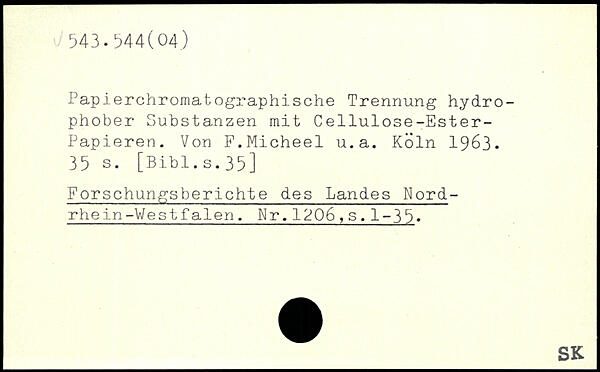 √543.544(04)
Papierchromatographische Trennung hydro-
phober Substanzen mit Cellulose-Ester-
Papieren. Von F.Micheel u.a. Köln 1963.
35 s. [Bibl.s.35]
Forschungsberichte des Landes Nord-
rhein-Westfalen. Nr.1206,s.1-35.
SK